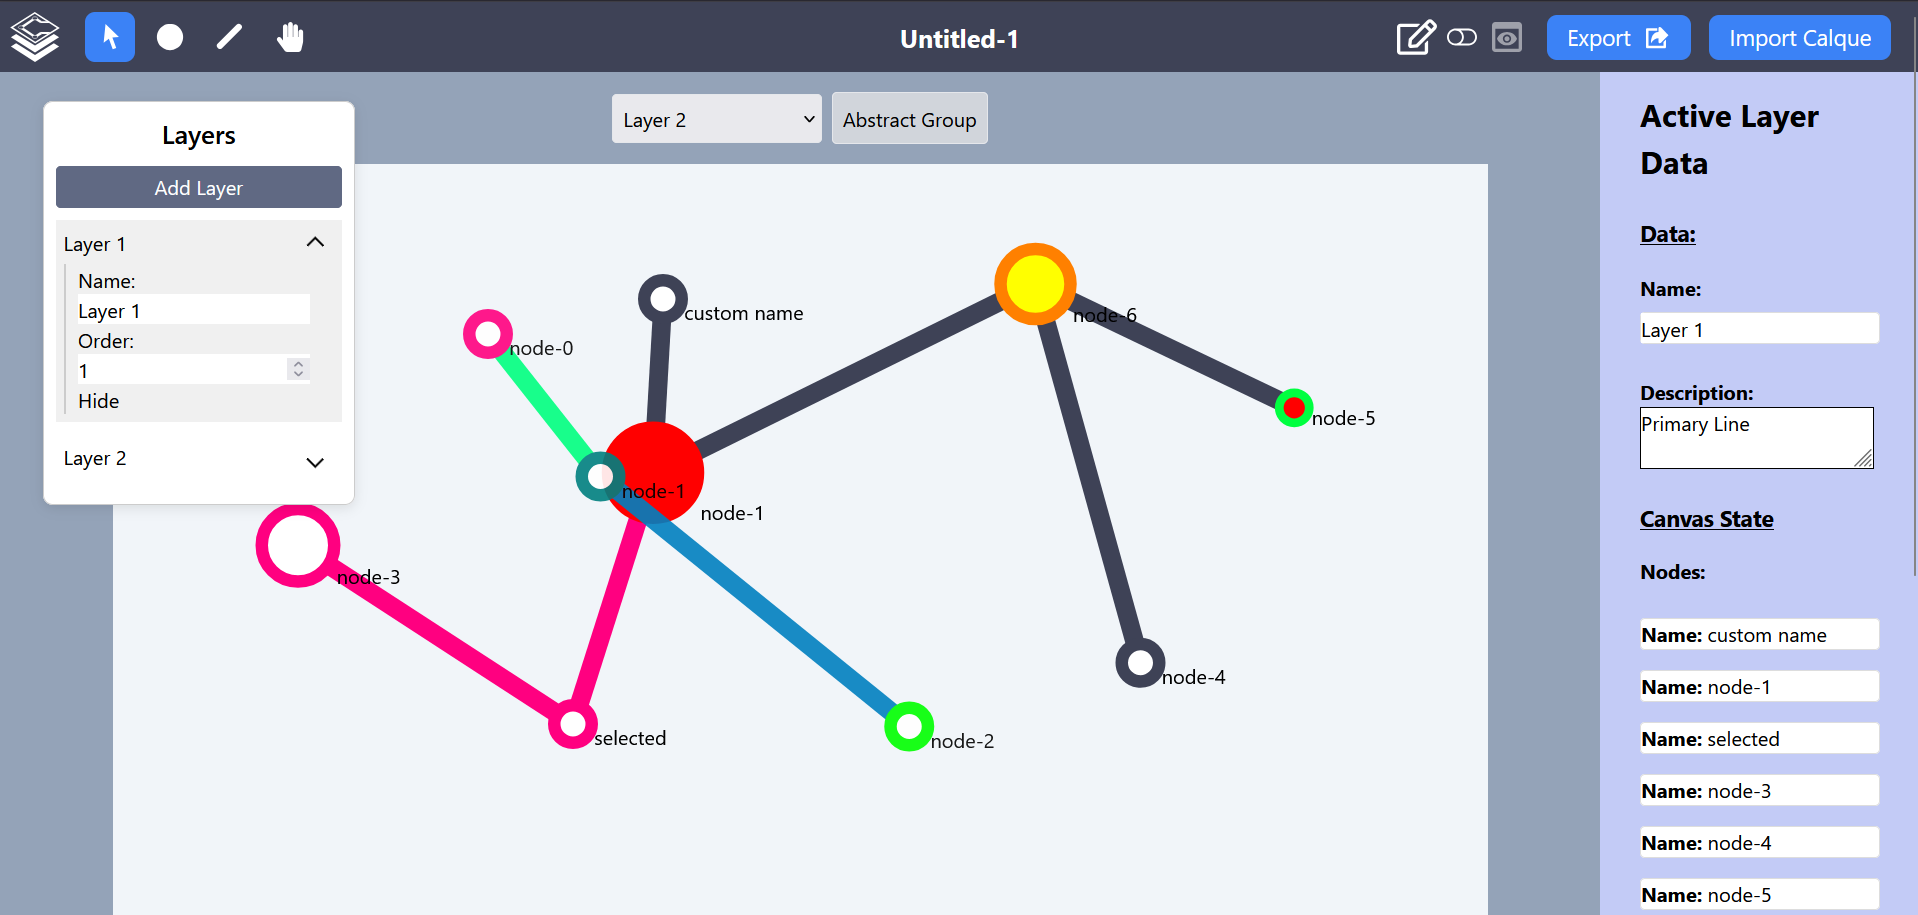 Untitled-1
Export
Import Calque
Layers
Add Layer
Layer 1
Name:
Layer 1
Order:
1
Hide
Layer 2
Layer 2
Abstract Group
custom name
node-0
node-6
node-5
node-1
node-1
node-3
node-4
selected
node-2
Active Layer
Data
Data:
Name:
Layer 1
Description:
Primary Line
Canvas State
Nodes:
Name: custom name
Name: node-1
Name: selected
Name: node-3
Name: node-4
Name: node-5